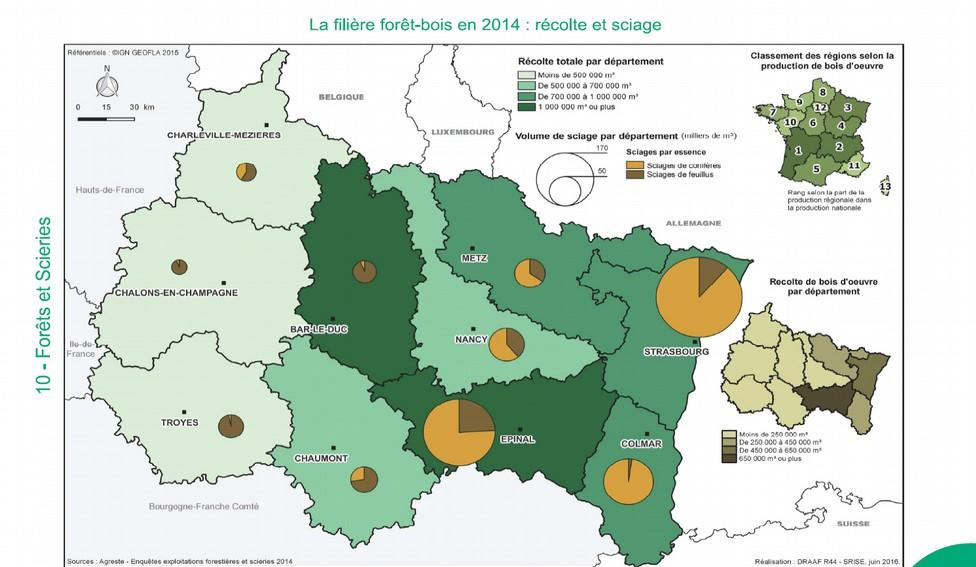 La filière forêt-bois en 2014 : récolte et sciage
Référentiels : ©IGN GEOFLA 2015
N
0 15 30 km
BELGIQUE
LUXEMBOURG
ALLEMAGNE
SUISSE
Hauts-de-France
Ile-de-
France
Bourgogne-Franche Comté
Récolte totale par département
Moins de 500 000 m³
De 500 000 à 700 000 m³
De 700 000 à 1 000 000 m³
1 000 000 m³ ou plus
Volume de sciage par département (milliers de m³)
170
50
Sciages par essence
Sciages de conifères
Sciages de feuillus
Classement des régions selon la
production de bois d'oeuvre
8
9
12
3
7
10
6
4
1
2
5
11
13
Rang selon la part de la
production régionale dans
la production nationale
CHARLEVILLE-MEZIERES
CHALONS-EN-CHAMPAGNE
BAR-LE-DUC
METZ
NANCY
STRASBOURG
TROYES
CHAUMONT
EPINAL
COLMAR
Recolte de bois d'oeuvre
par département
Moins de 250 000 m³
De 250 000 à 450 000 m³
De 450 000 à 650 000 m³
650 000 m³ ou plus
10 - Forêts et Scieries
Sources : Agreste - Enquêtes exploitations forestières et scieries 2014
Réalisation : DRAAF R44 - SRISE, juin 2016.